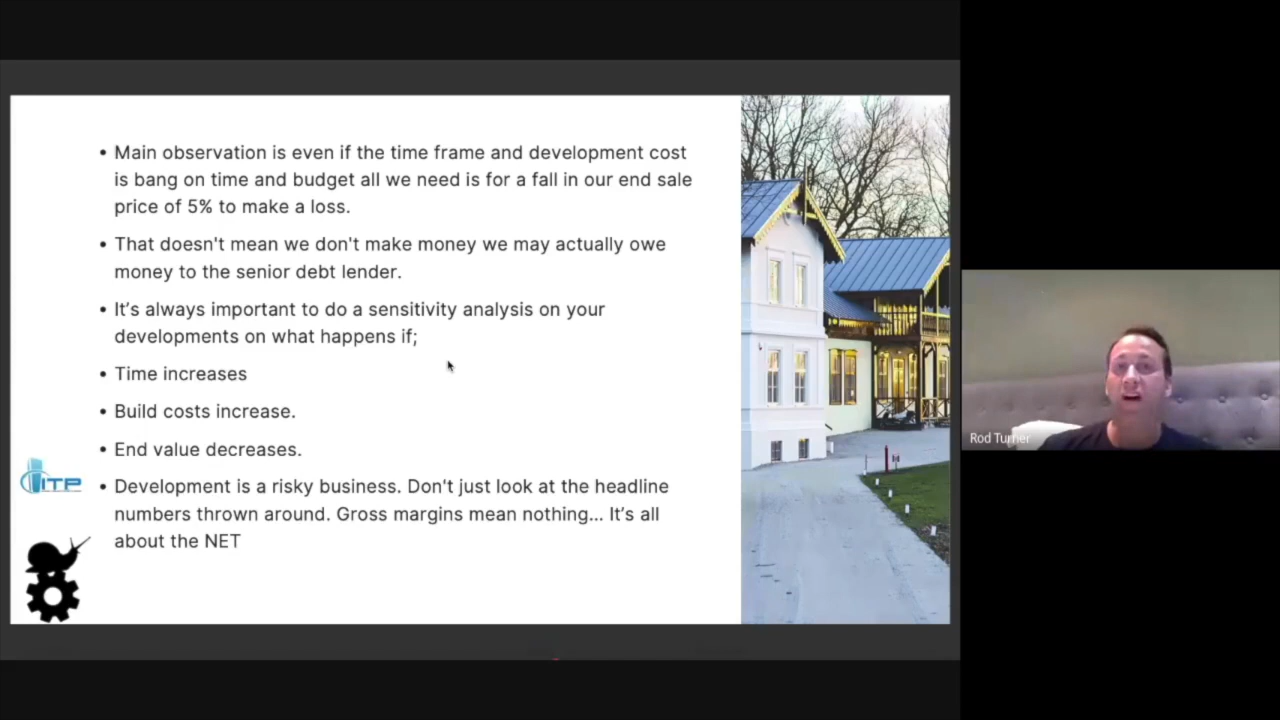 • Main observation is even if the time frame and development cost
is bang on time and budget all we need is for a fall in our end sale
price of 5% to make a loss.
• That doesn't mean we don't make money we may actually owe
money to the senior debt lender.
• It’s always important to do a sensitivity analysis on your
developments on what happens if;
• Time increases
• Build costs increase.
• End value decreases.
• Development is a risky business. Don't just look at the headline
numbers thrown around. Gross margins mean nothing... It’s all
about the NET
ITP
Rod Turner